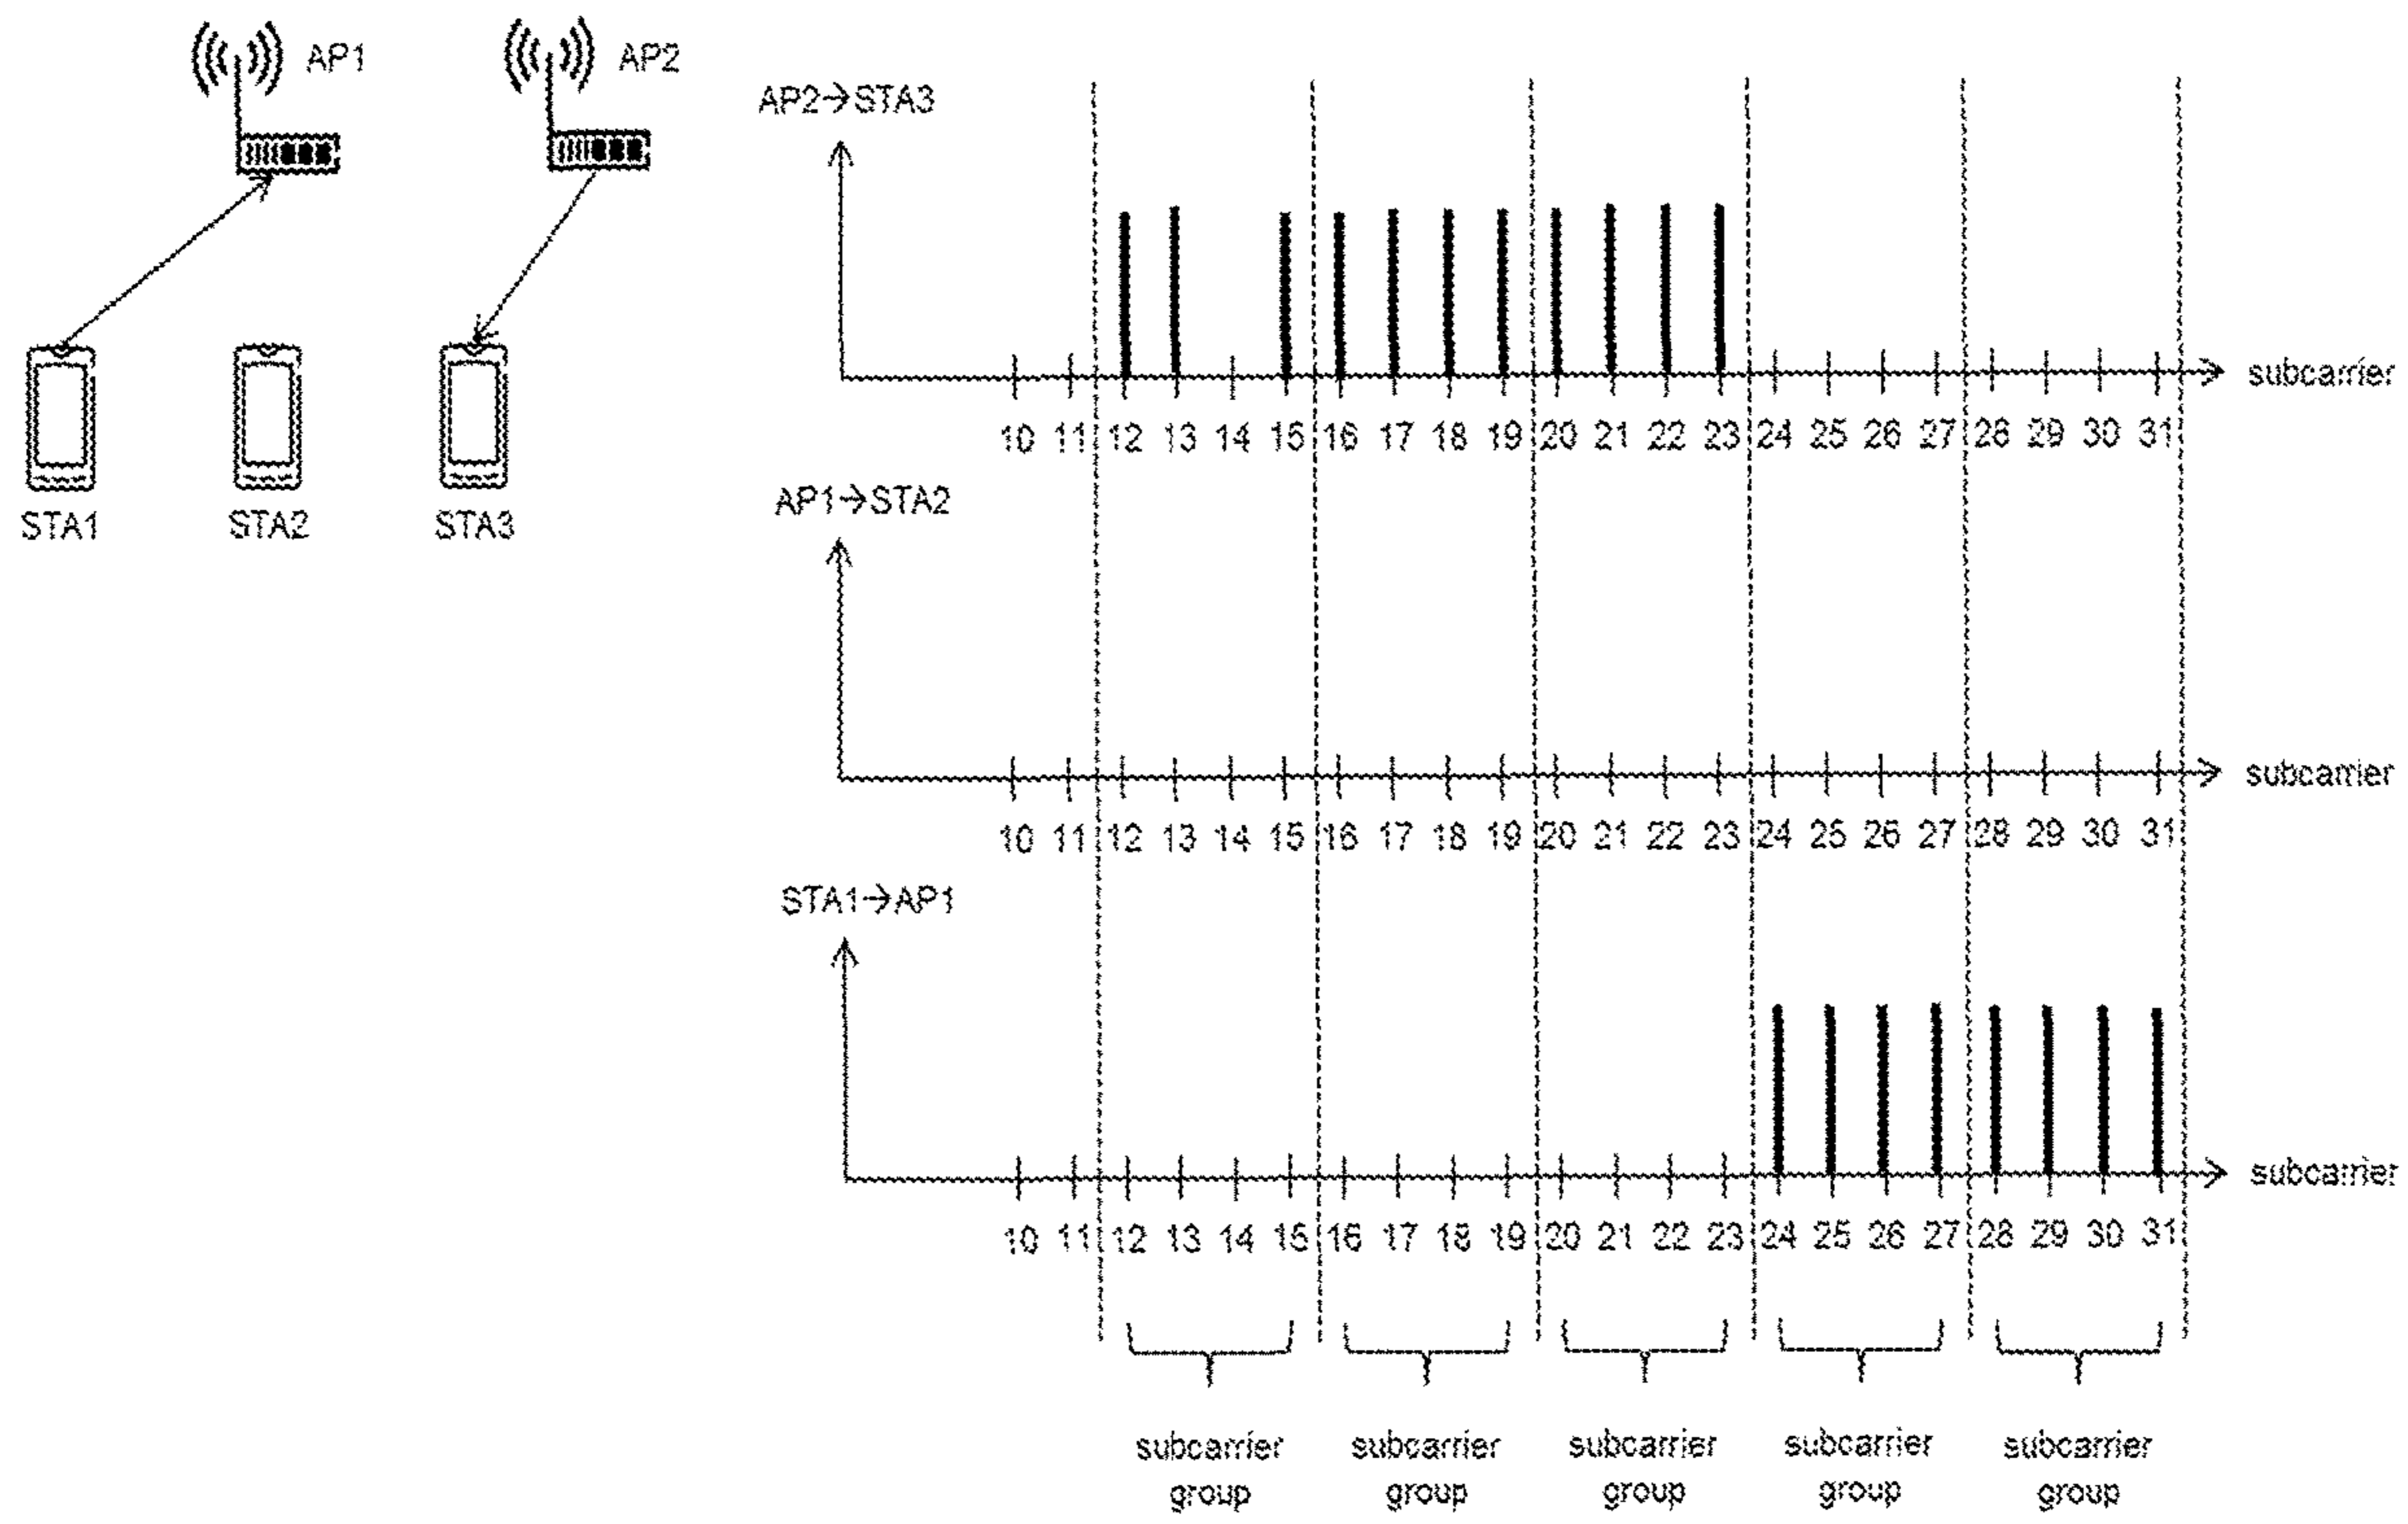 AP1
AP2
STA1
STA2
STA3
AP2→STA3
subcarrier
10 11 12 13 14 15 16 17 18 19 20 21 22 23 24 25 26 27 28 29 30 31
AP1→STA2
subcarrier
10 11 12 13 14 15 16 17 18 19 20 21 22 23 24 25 26 27 28 29 30 31
STA1→AP1
subcarrier
10 11 12 13 14 15 16 17 18 19 20 21 22 23 24 25 26 27 28 29 30 31
subcarrier
group
subcarrier
group
subcarrier
group
subcarrier
group
subcarrier
group